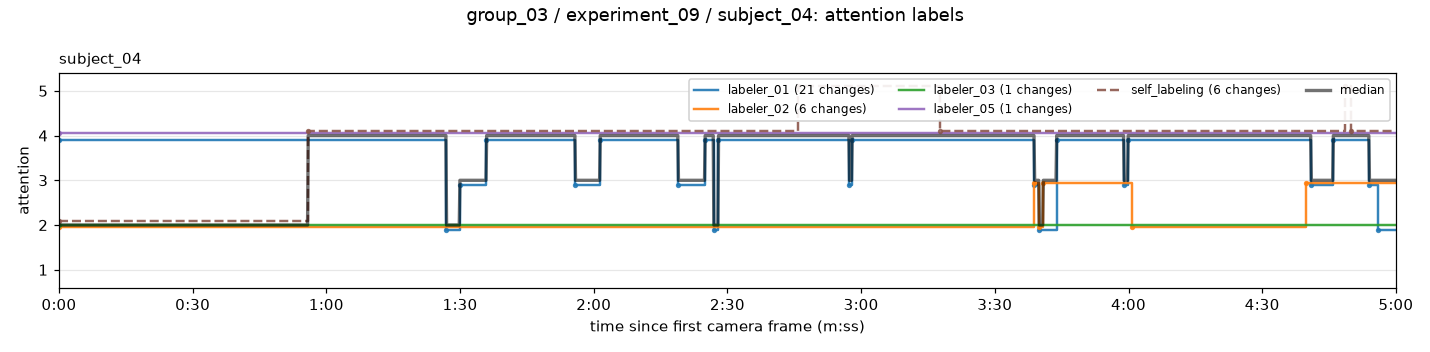 group_03 / experiment_09 / subject_04: attention labels
subject_04
labeler_01 (21 changes)
labeler_02 (6 changes)
labeler_03 (1 changes)
labeler_05 (1 changes)
self_labeling (6 changes)
median
attention
5
4
3
2
1
0:00 0:30 1:00 1:30 2:00 2:30 3:00 3:30 4:00 4:30 5:00
time since first camera frame (m:ss)